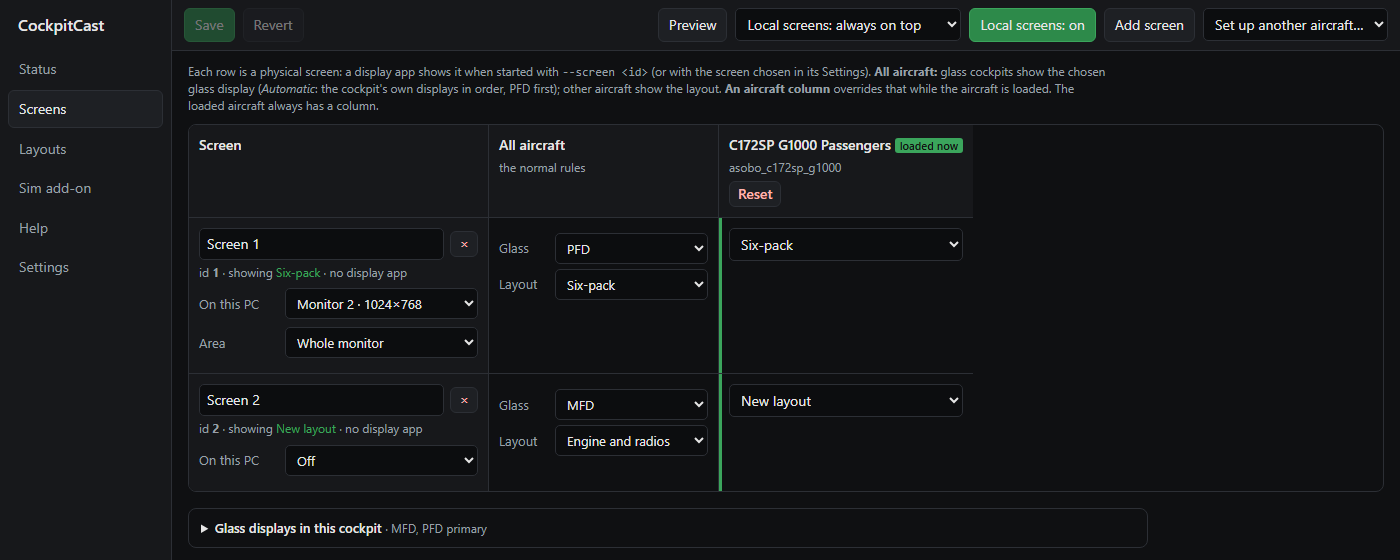 CockpitCast
Status
Screens
Layouts
Sim add-on
Help
Settings
Save
Revert
Preview
Local screens: always on top
Local screens: on
Add screen
Set up another aircraft...
Each row is a physical screen: a display app shows it when started with --screen <id> (or with the screen chosen in its Settings). All aircraft: glass cockpits show the chosen
glass display (Automatic: the cockpit's own displays in order, PFD first); other aircraft show the layout. An aircraft column overrides that while the aircraft is loaded. The
loaded aircraft always has a column.
Screen
All aircraft
the normal rules
C172SP G1000 Passengers loaded now
asobo_c172sp_g1000
Reset
Screen 1
×
id 1 · showing Six-pack · no display app
On this PC
Monitor 2 · 1024×768
Area
Whole monitor
Glass
PFD
Layout
Six-pack
Six-pack
Screen 2
×
id 2 · showing New layout · no display app
On this PC
Off
Glass
MFD
Layout
Engine and radios
New layout
Glass displays in this cockpit · MFD, PFD primary